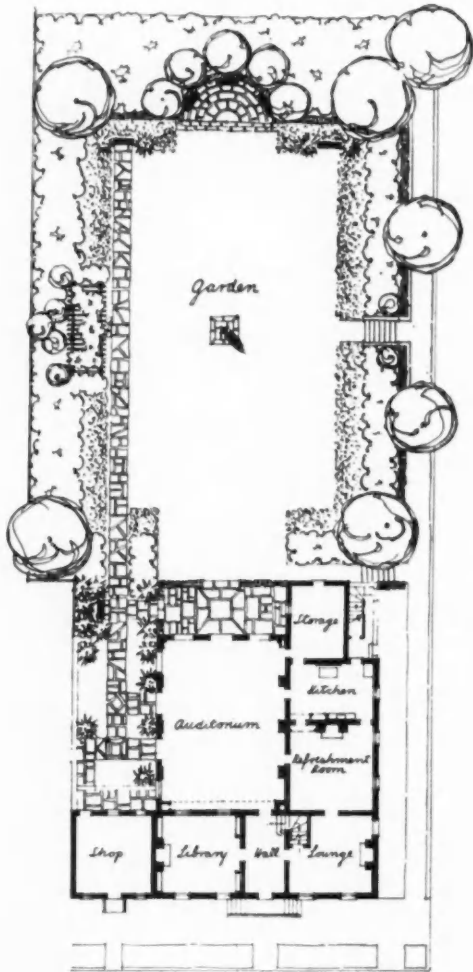 Garden
Storage
Kitchen
Auditorium
Refreshment
Room
Shop
Library
Hall
Lounge